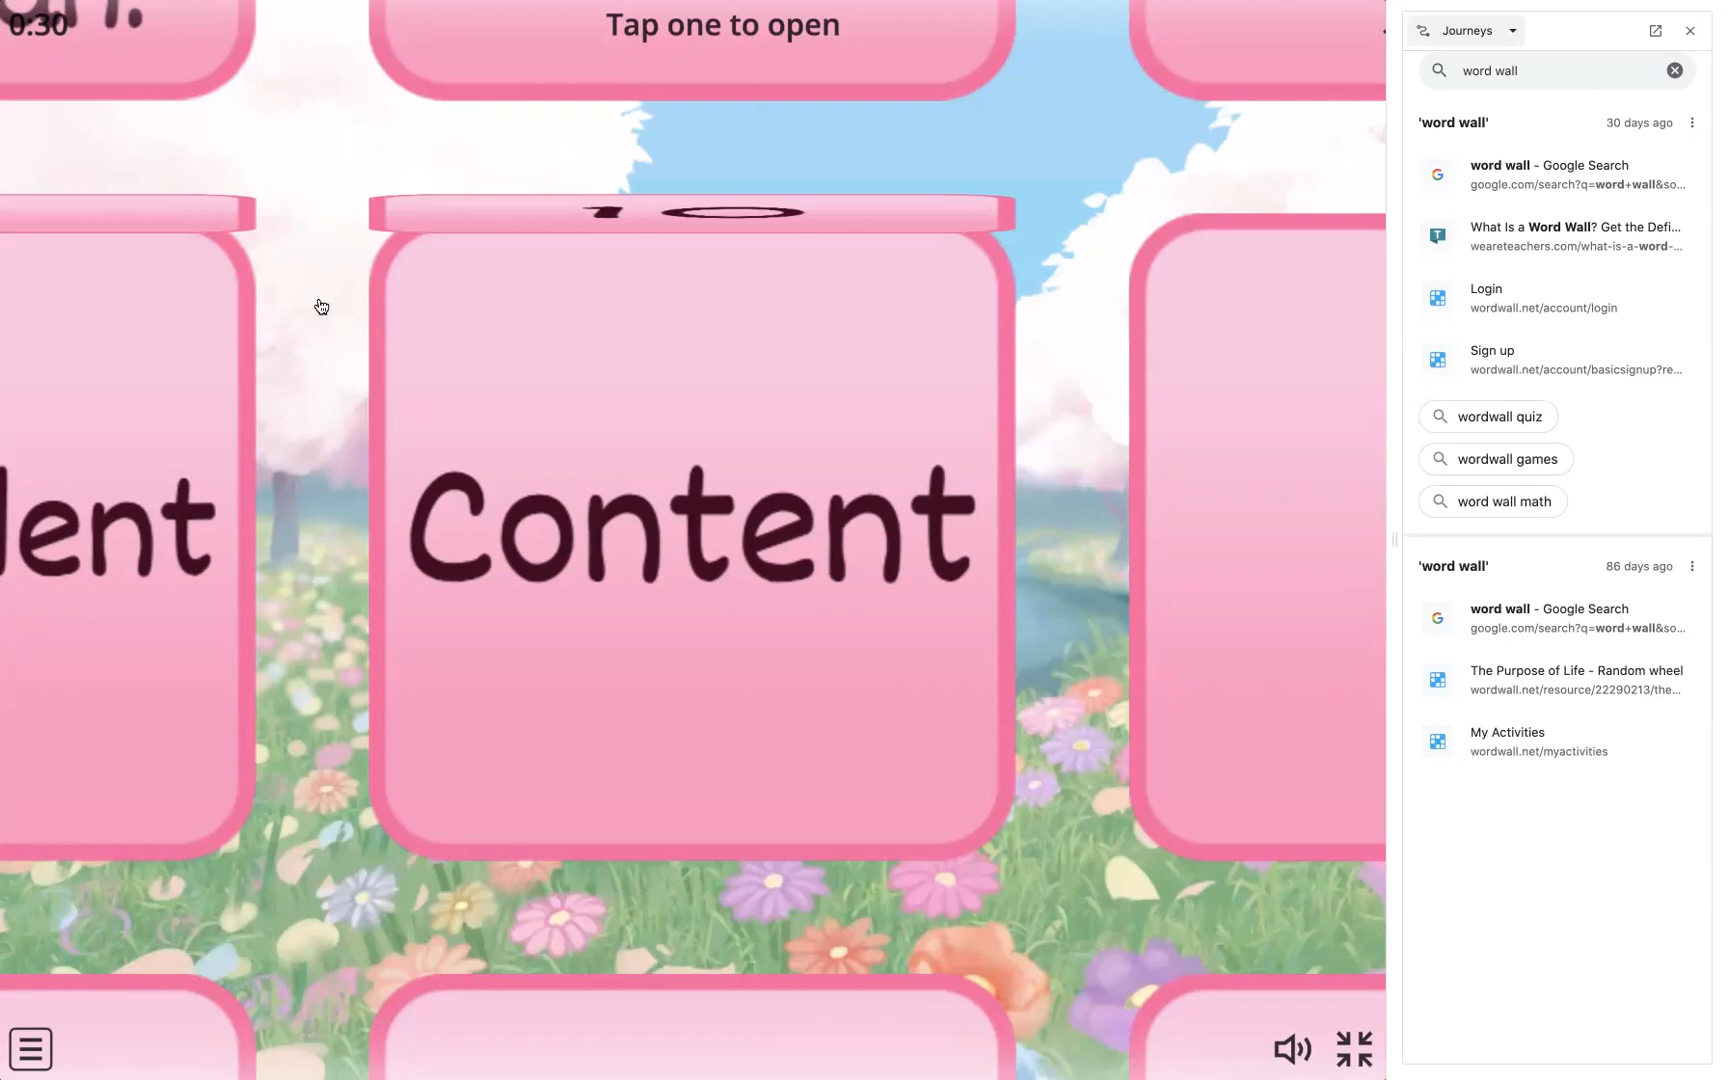 0:30
Tap one to open
10
lent
Content
Journeys
word wall
'word wall'
30 days ago
word wall - Google Search
google.com/search?q=word+wall&so...
What Is a Word Wall? Get the Defi...
weareteachers.com/what-is-a-word-...
Login
wordwall.net/account/login
Sign up
wordwall.net/account/basicsignup?re...
wordwall quiz
wordwall games
word wall math
'word wall'
86 days ago
word wall - Google Search
google.com/search?q=word+wall&so...
The Purpose of Life - Random wheel
wordwall.net/resource/22290213/the...
My Activities
wordwall.net/myactivities